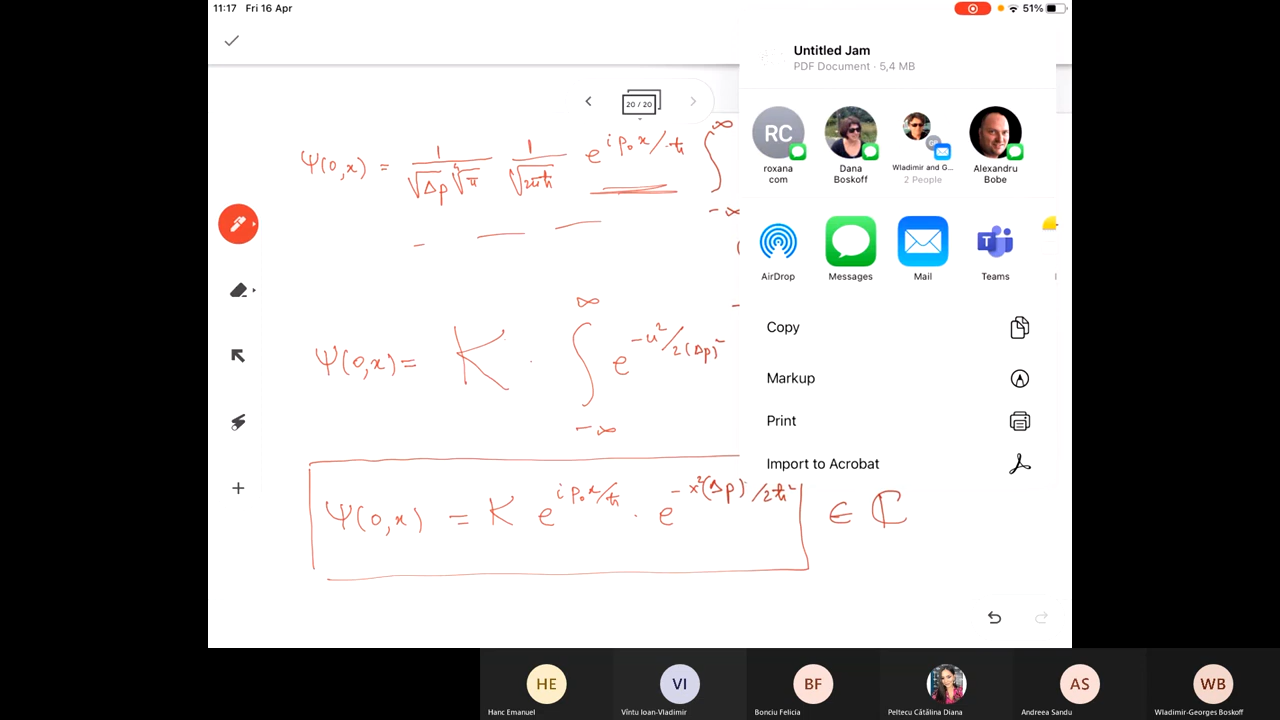 11:17 Fri 16 Apr 51%
Untitled Jam
PDF Document · 5,4 MB
20 / 20
RC
roxana com
Dana Boskoff
Wladimir and G...
2 People
Alexandru Bobe
Ψ(0,x) = 1/(√Δp ∜π) 1/√(2πħ) e^(i p₀x/ħ) ∫_{-∞}^{∞}
AirDrop
Messages
Mail
Teams
Ψ(0,x) = K · ∫_{-∞}^{∞} e^(-u²/2(Δp)²)
Copy
Markup
Print
Import to Acrobat
Ψ(0,x) = K e^(i p₀x/ħ) · e^(-x²(Δp)²/2ħ²) ∈ ℂ
HE
VI
BF
AS
WB
Hanc Emanuel
Vîntu Ioan-Vladimir
Bonciu Felicia
Peltecu Cătălina Diana
Andreea Sandu
Wladimir-Georges Boskoff